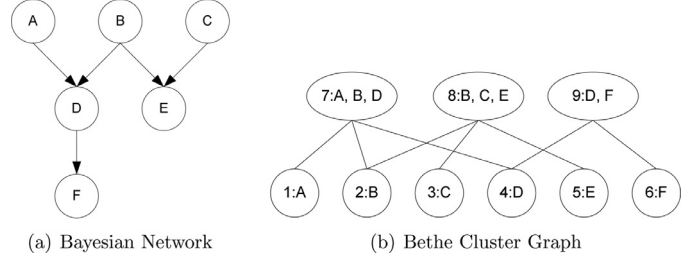 A B C
7:A, B, D 8:B, C, E 9:D, F
D E
1:A 2:B 3:C 4:D 5:E 6:F
F
(a) Bayesian Network (b) Bethe Cluster Graph